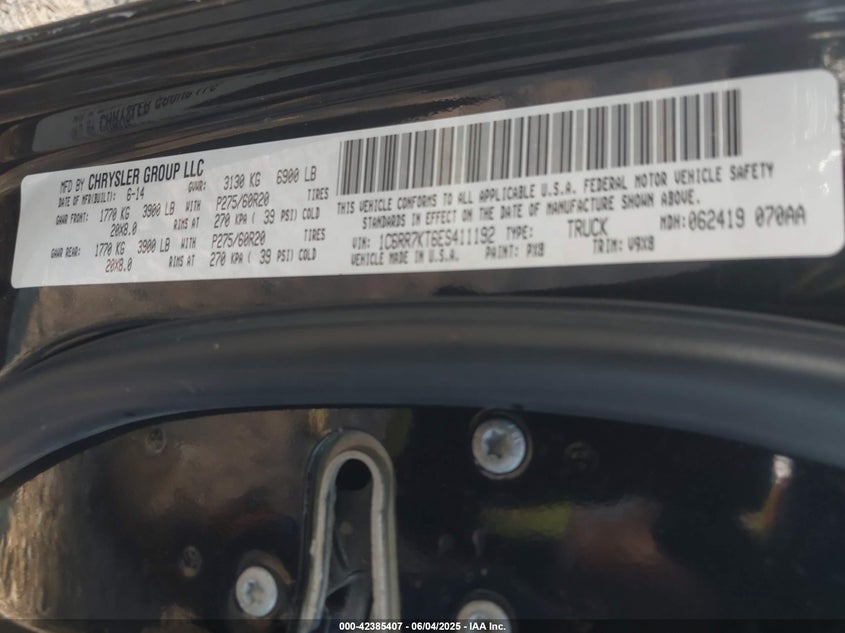 MFD BY CHRYSLER GROUP LLC
DATE OF MFR(BUILT): 6-14 GVWR: 3130 KG 6900 LB
GAWR FRONT: 1770 KG 3900 LB WITH P275/60R20 TIRES
20X8.0 RIMS AT 270 KPA ( 39 PSI) COLD
GAWR REAR: 1770 KG 3900 LB WITH P275/60R20 TIRES
20X8.0 RIMS AT 270 KPA ( 39 PSI) COLD
THIS VEHICLE CONFORMS TO ALL APPLICABLE U.S.A. FEDERAL MOTOR VEHICLE SAFETY
STANDARDS IN EFFECT ON THE DATE OF MANUFACTURE SHOWN ABOVE.
VIN: 1C6RR7KT6ES411192 TYPE: TRUCK MDH: 062419 070AA
VEHICLE MADE IN U.S.A. PAINT: PX8 TRIM: V9X8
000-42385407 - 06/04/2025 - IAA Inc.